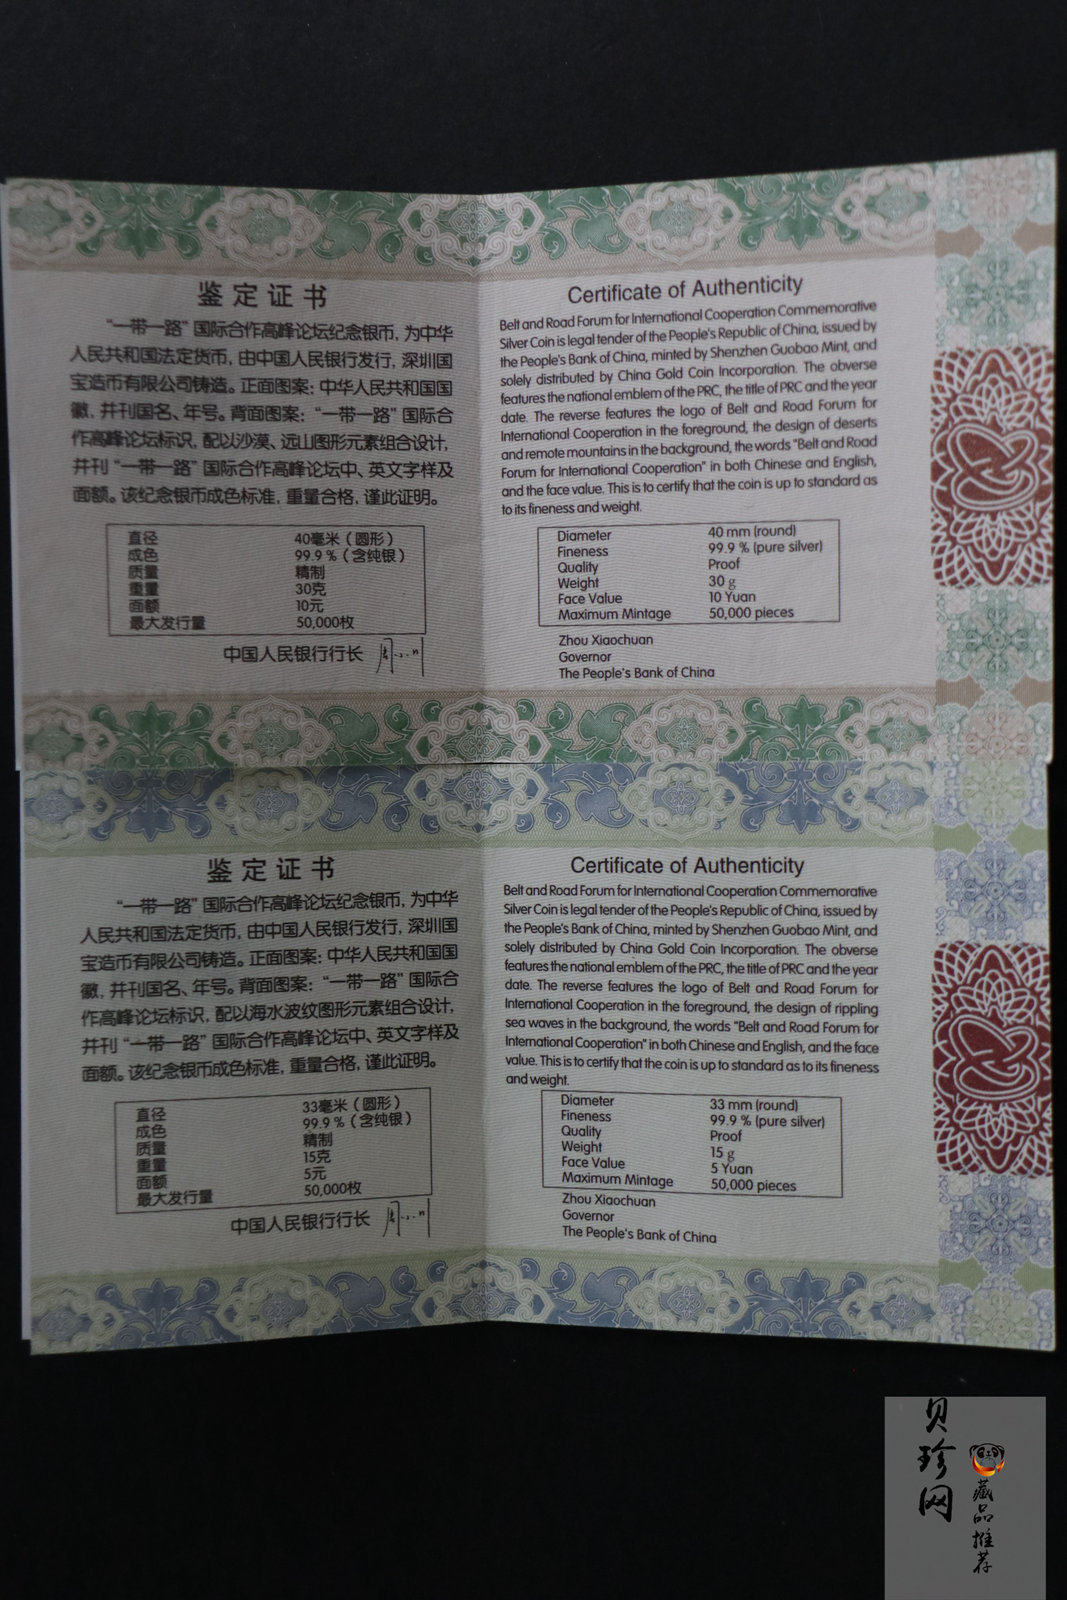 鉴定证书
“一带一路”国际合作高峰论坛纪念银币，为中华
人民共和国法定货币，由中国人民银行发行，深圳国
宝造币有限公司铸造。正面图案：中华人民共和国国
徽，并刊国名、年号。背面图案：“一带一路”国际合
作高峰论坛标识，配以沙漠、远山图形元素组合设计，
并刊“一带一路”国际合作高峰论坛中、英文字样及
面额。该纪念银币成色标准，重量合格，谨此证明。
直径 40毫米（圆形）
成色 99.9％（含纯银）
质量 精制
重量 30克
面额 10元
最大发行量 50,000枚
中国人民银行行长
Certificate of Authenticity
Belt and Road Forum for International Cooperation Commemorative
Silver Coin is legal tender of the People's Republic of China, issued by
the People's Bank of China, minted by Shenzhen Guobao Mint, and
solely distributed by China Gold Coin Incorporation. The obverse
features the national emblem of the PRC, the title of PRC and the year
date. The reverse features the logo of Belt and Road Forum for
International Cooperation in the foreground, the design of deserts
and remote mountains in the background, the words "Belt and Road
Forum for International Cooperation" in both Chinese and English,
and the face value. This is to certify that the coin is up to standard as
to its fineness and weight.
Diameter 40 mm (round)
Fineness 99.9 % (pure silver)
Quality Proof
Weight 30 g
Face Value 10 Yuan
Maximum Mintage 50,000 pieces
Zhou Xiaochuan
Governor
The People's Bank of China
鉴定证书
“一带一路”国际合作高峰论坛纪念银币，为中华
人民共和国法定货币，由中国人民银行发行，深圳国
宝造币有限公司铸造。正面图案：中华人民共和国国
徽，并刊国名、年号。背面图案：“一带一路”国际合
作高峰论坛标识，配以海水波纹图形元素组合设计，
并刊“一带一路”国际合作高峰论坛中、英文字样及
面额。该纪念银币成色标准，重量合格，谨此证明。
直径 33毫米（圆形）
成色 99.9％（含纯银）
质量 精制
重量 15克
面额 5元
最大发行量 50,000枚
中国人民银行行长
Certificate of Authenticity
Belt and Road Forum for International Cooperation Commemorative
Silver Coin is legal tender of the People's Republic of China, issued by
the People's Bank of China, minted by Shenzhen Guobao Mint, and
solely distributed by China Gold Coin Incorporation. The obverse
features the national emblem of the PRC, the title of PRC and the year
date. The reverse features the logo of Belt and Road Forum for
International Cooperation in the foreground, the design of rippling
sea waves in the background, the words "Belt and Road Forum for
International Cooperation" in both Chinese and English, and the face
value. This is to certify that the coin is up to standard as to its fineness
and weight.
Diameter 33 mm (round)
Fineness 99.9 % (pure silver)
Quality Proof
Weight 15 g
Face Value 5 Yuan
Maximum Mintage 50,000 pieces
Zhou Xiaochuan
Governor
The People's Bank of China
贝珍网
藏品推荐